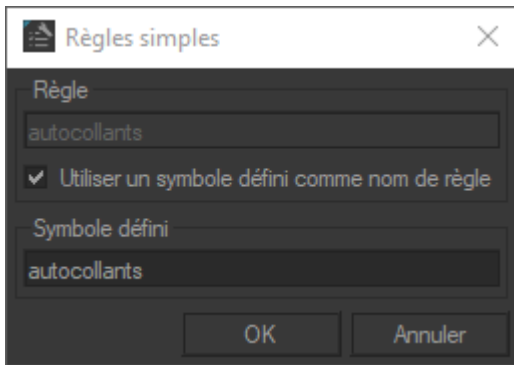 Règles simples
Règle
autocollants
Utiliser un symbole défini comme nom de règle
Symbole défini
autocollants
OK Annuler